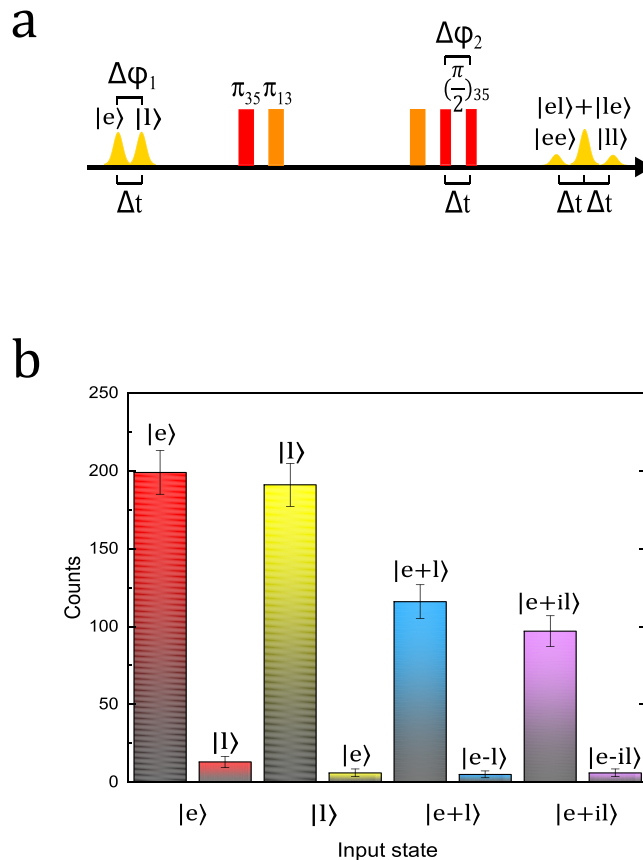 a
Δφ₁
Δφ₂
|e⟩ |l⟩
π₃₅ π₁₃
(π/2)₃₅
|el⟩+|le⟩
|ee⟩ |ll⟩
Δt
Δt
Δt Δt
b
250
200
150
100
50
0
Counts
|e⟩
|l⟩
|l⟩
|e⟩
|e+l⟩
|e-l⟩
|e+il⟩
|e-il⟩
|e⟩ |l⟩ |e+l⟩ |e+il⟩
Input state